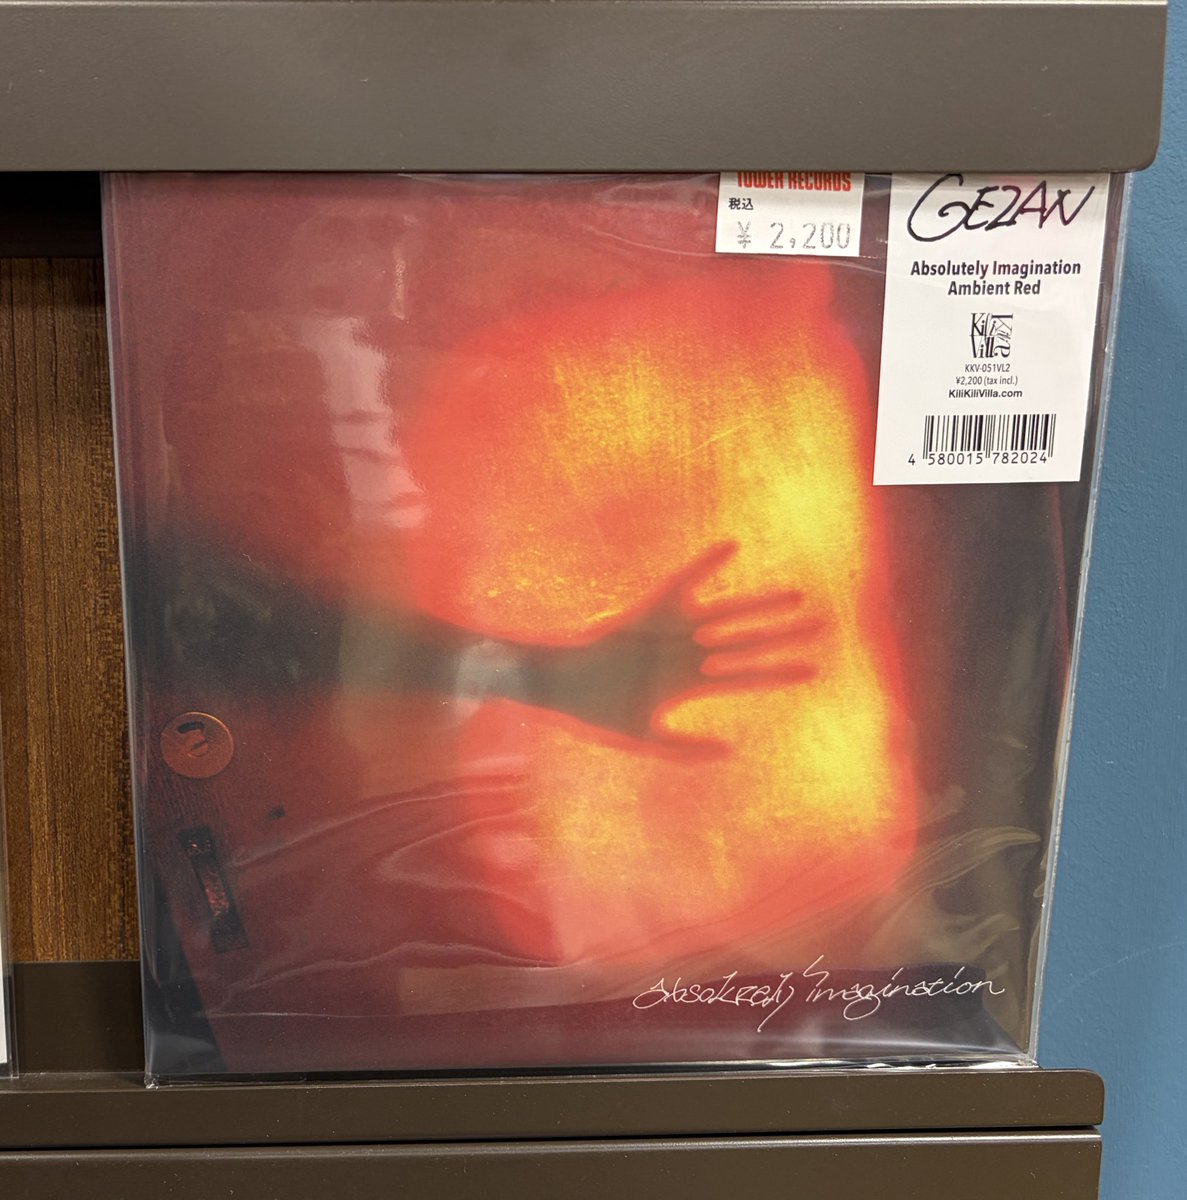 TOWER RECORDS
税込
¥ 2,200
GEZAN
Absolutely Imagination
Ambient Red
KiliKiliVilla
KKV-051VL2
¥2,200 (tax incl.)
KiliKiliVilla.com
4 580015 782024
Absolutely Imagination